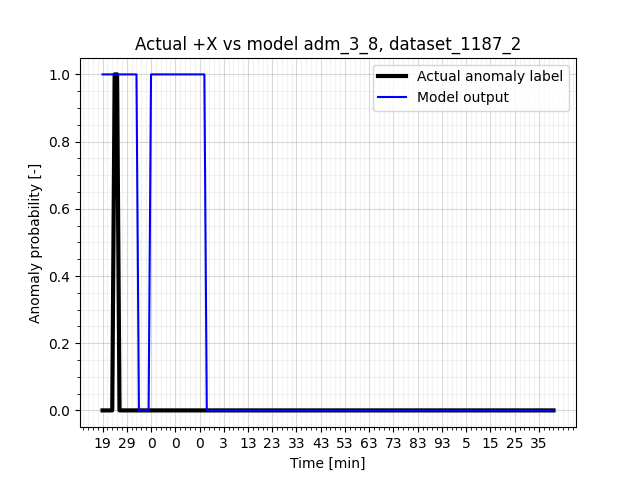 Actual +X vs model adm_3_8, dataset_1187_2
Actual anomaly label
Model output
Anomaly probability [-]
1.0
0.8
0.6
0.4
0.2
0.0
19 29 0 0 0 3 13 23 33 43 53 63 73 83 93 5 15 25 35
Time [min]